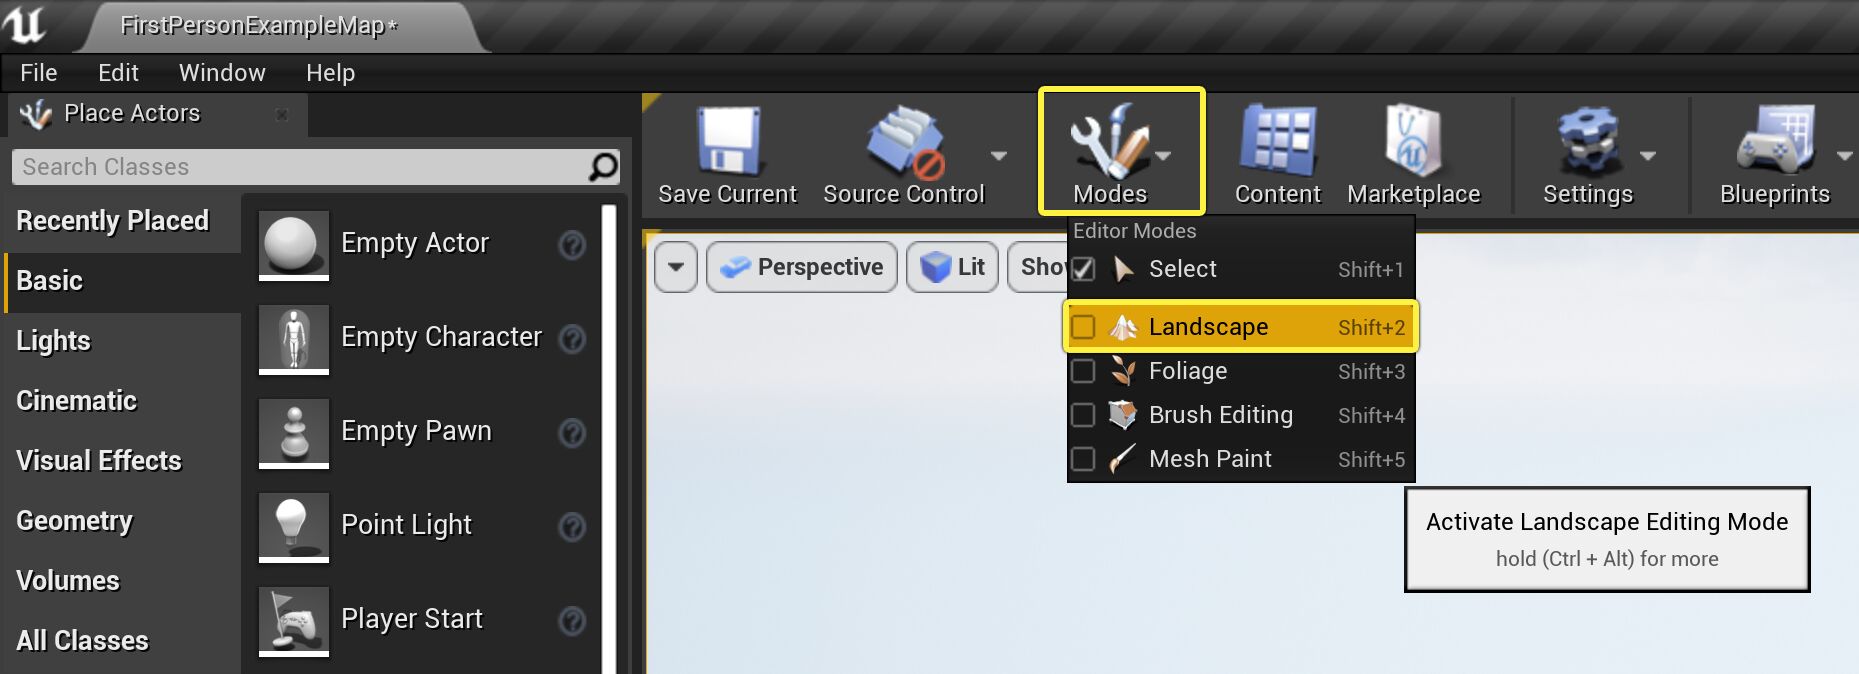 FirstPersonExampleMap*
File Edit Window Help
Place Actors
Search Classes
Recently Placed
Basic
Lights
Cinematic
Visual Effects
Geometry
Volumes
All Classes
Empty Actor
Empty Character
Empty Pawn
Point Light
Player Start
Save Current
Source Control
Modes
Content
Marketplace
Settings
Blueprints
Perspective
Lit
Sho
Editor Modes
Select Shift+1
Landscape Shift+2
Foliage Shift+3
Brush Editing Shift+4
Mesh Paint Shift+5
Activate Landscape Editing Mode
hold (Ctrl + Alt) for more